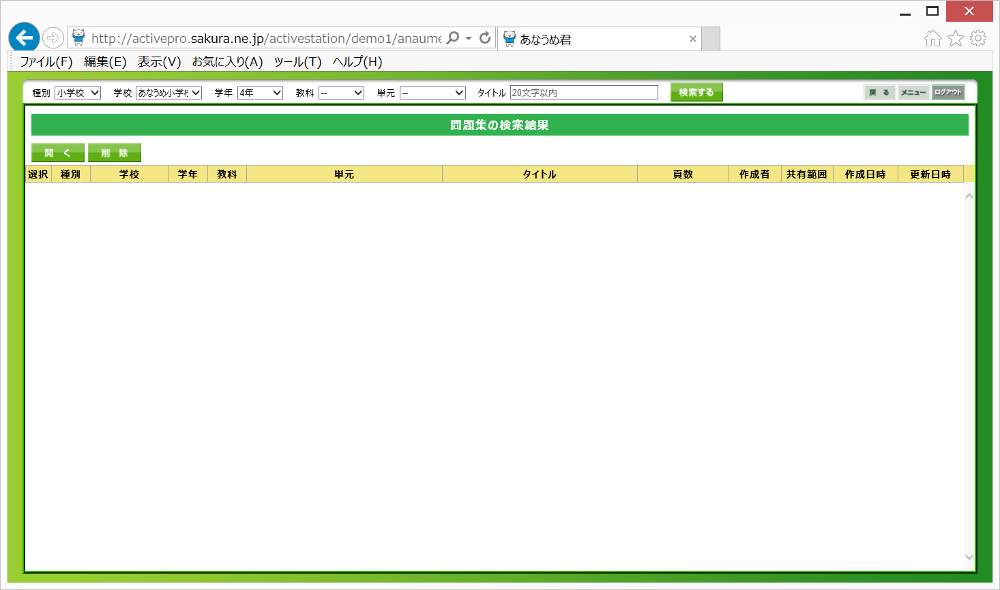 http://activepro.sakura.ne.jp/activestation/demo1/anaume あなうめ君
ファイル(F) 編集(E) 表示(V) お気に入り(A) ツール(T) ヘルプ(H)
種別 小学校 学校 あなうめ小学校 学年 4年 教科 -- 単元 -- タイトル 20文字以内 検索する 戻る メニュー ログアウト
問題集の検索結果
開く 削除
選択 種別 学校 学年 教科 単元 タイトル 頁数 作成者 共有範囲 作成日時 更新日時